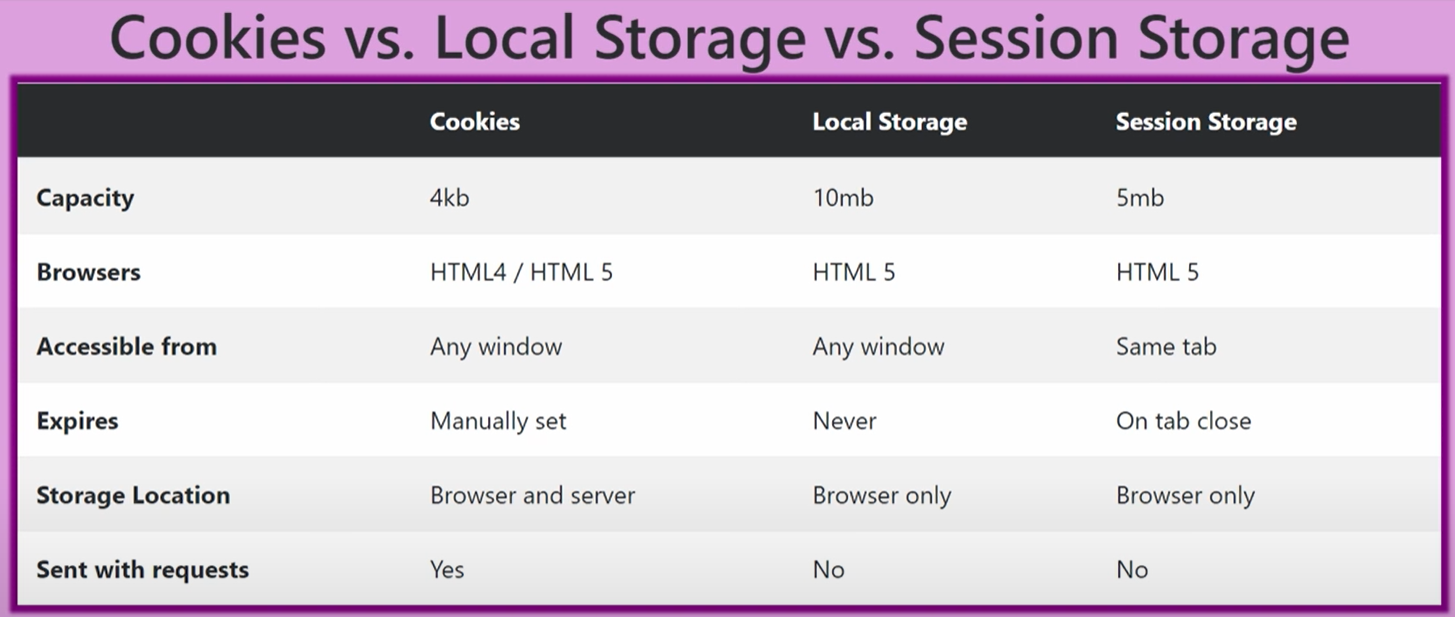 Cookies vs. Local Storage vs. Session Storage
Cookies Local Storage Session Storage
Capacity 4kb 10mb 5mb
Browsers HTML4 / HTML 5 HTML 5 HTML 5
Accessible from Any window Any window Same tab
Expires Manually set Never On tab close
Storage Location Browser and server Browser only Browser only
Sent with requests Yes No No